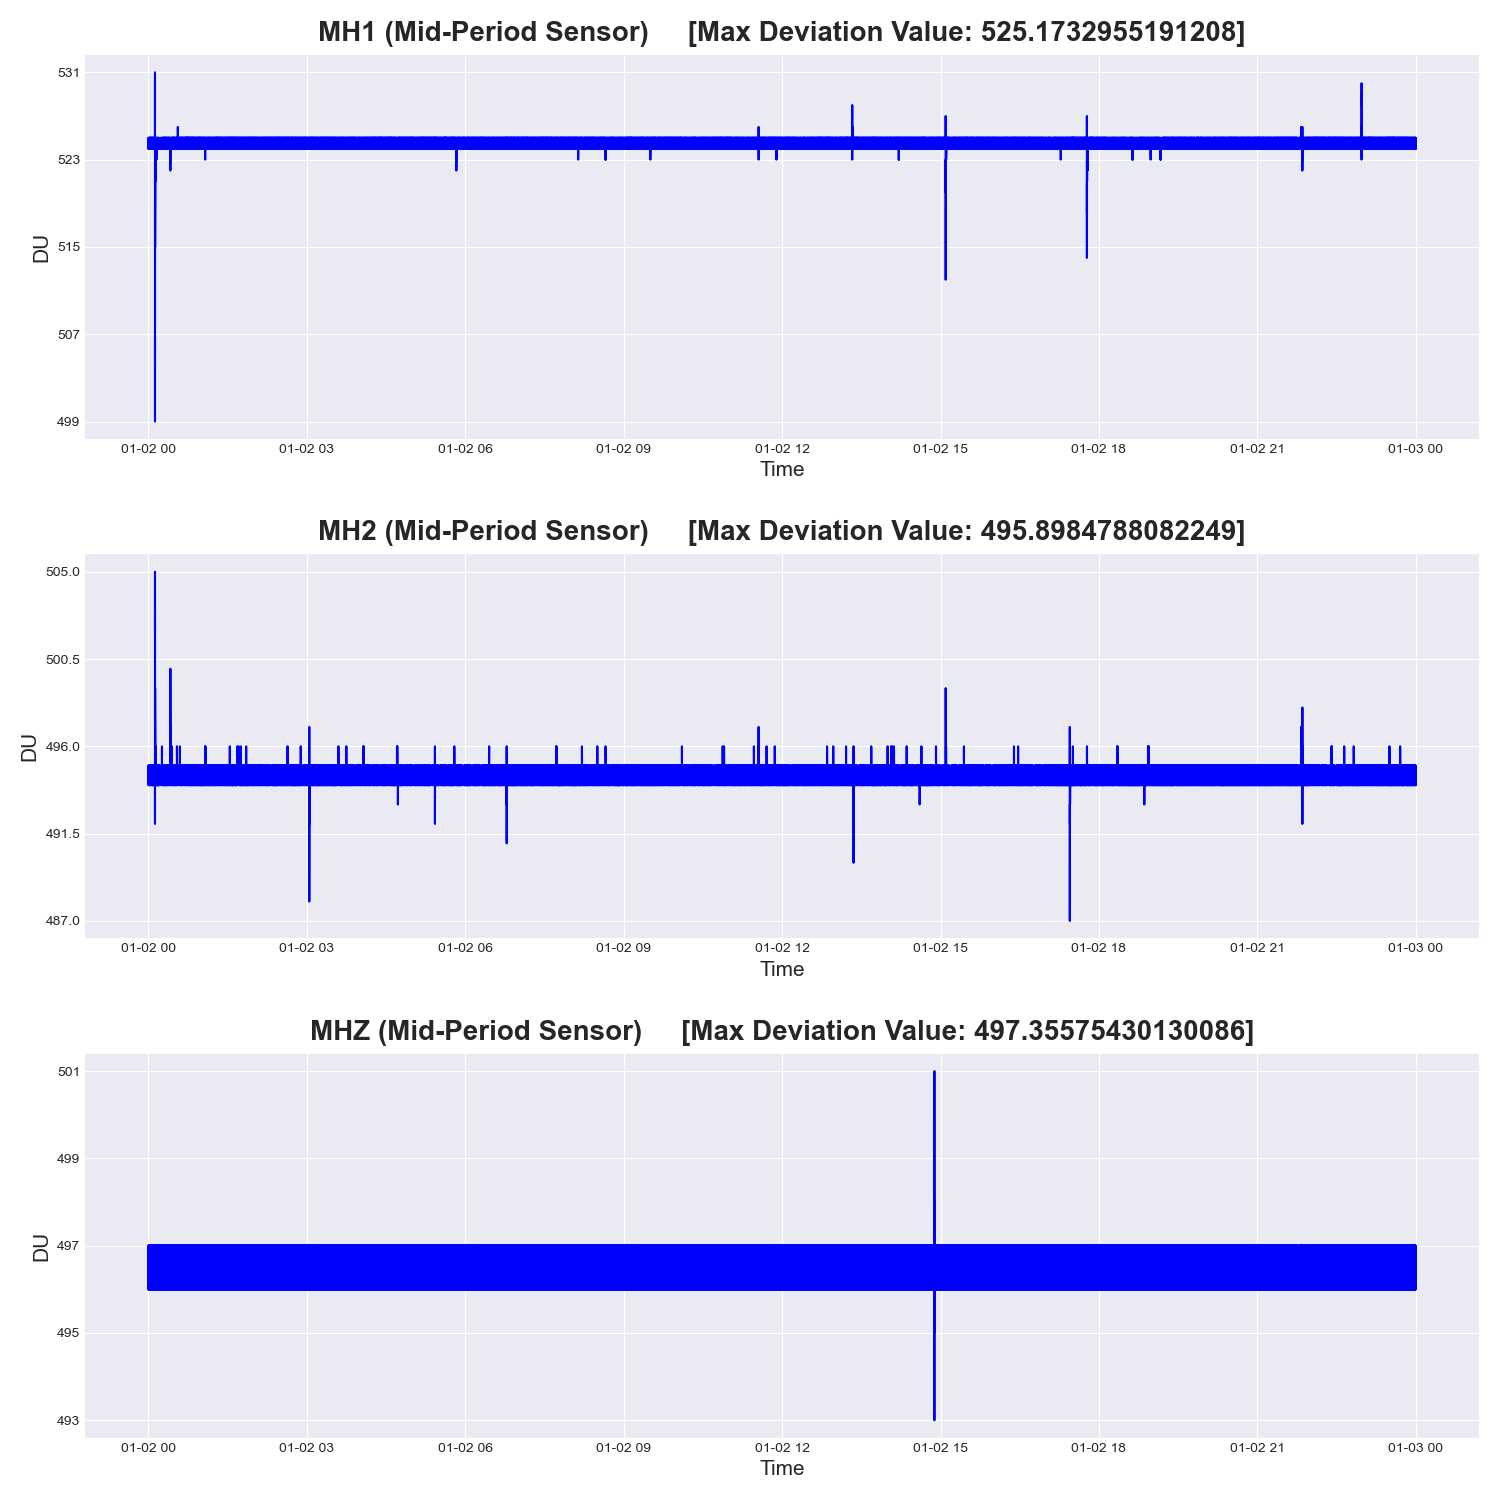 MH1 (Mid-Period Sensor) [Max Deviation Value: 525.1732955191208]
531
523
515
507
499
DU
01-02 00 01-02 03 01-02 06 01-02 09 01-02 12 01-02 15 01-02 18 01-02 21 01-03 00
Time
MH2 (Mid-Period Sensor) [Max Deviation Value: 495.8984788082249]
505.0
500.5
496.0
491.5
487.0
DU
01-02 00 01-02 03 01-02 06 01-02 09 01-02 12 01-02 15 01-02 18 01-02 21 01-03 00
Time
MHZ (Mid-Period Sensor) [Max Deviation Value: 497.35575430130086]
501
499
497
495
493
DU
01-02 00 01-02 03 01-02 06 01-02 09 01-02 12 01-02 15 01-02 18 01-02 21 01-03 00
Time